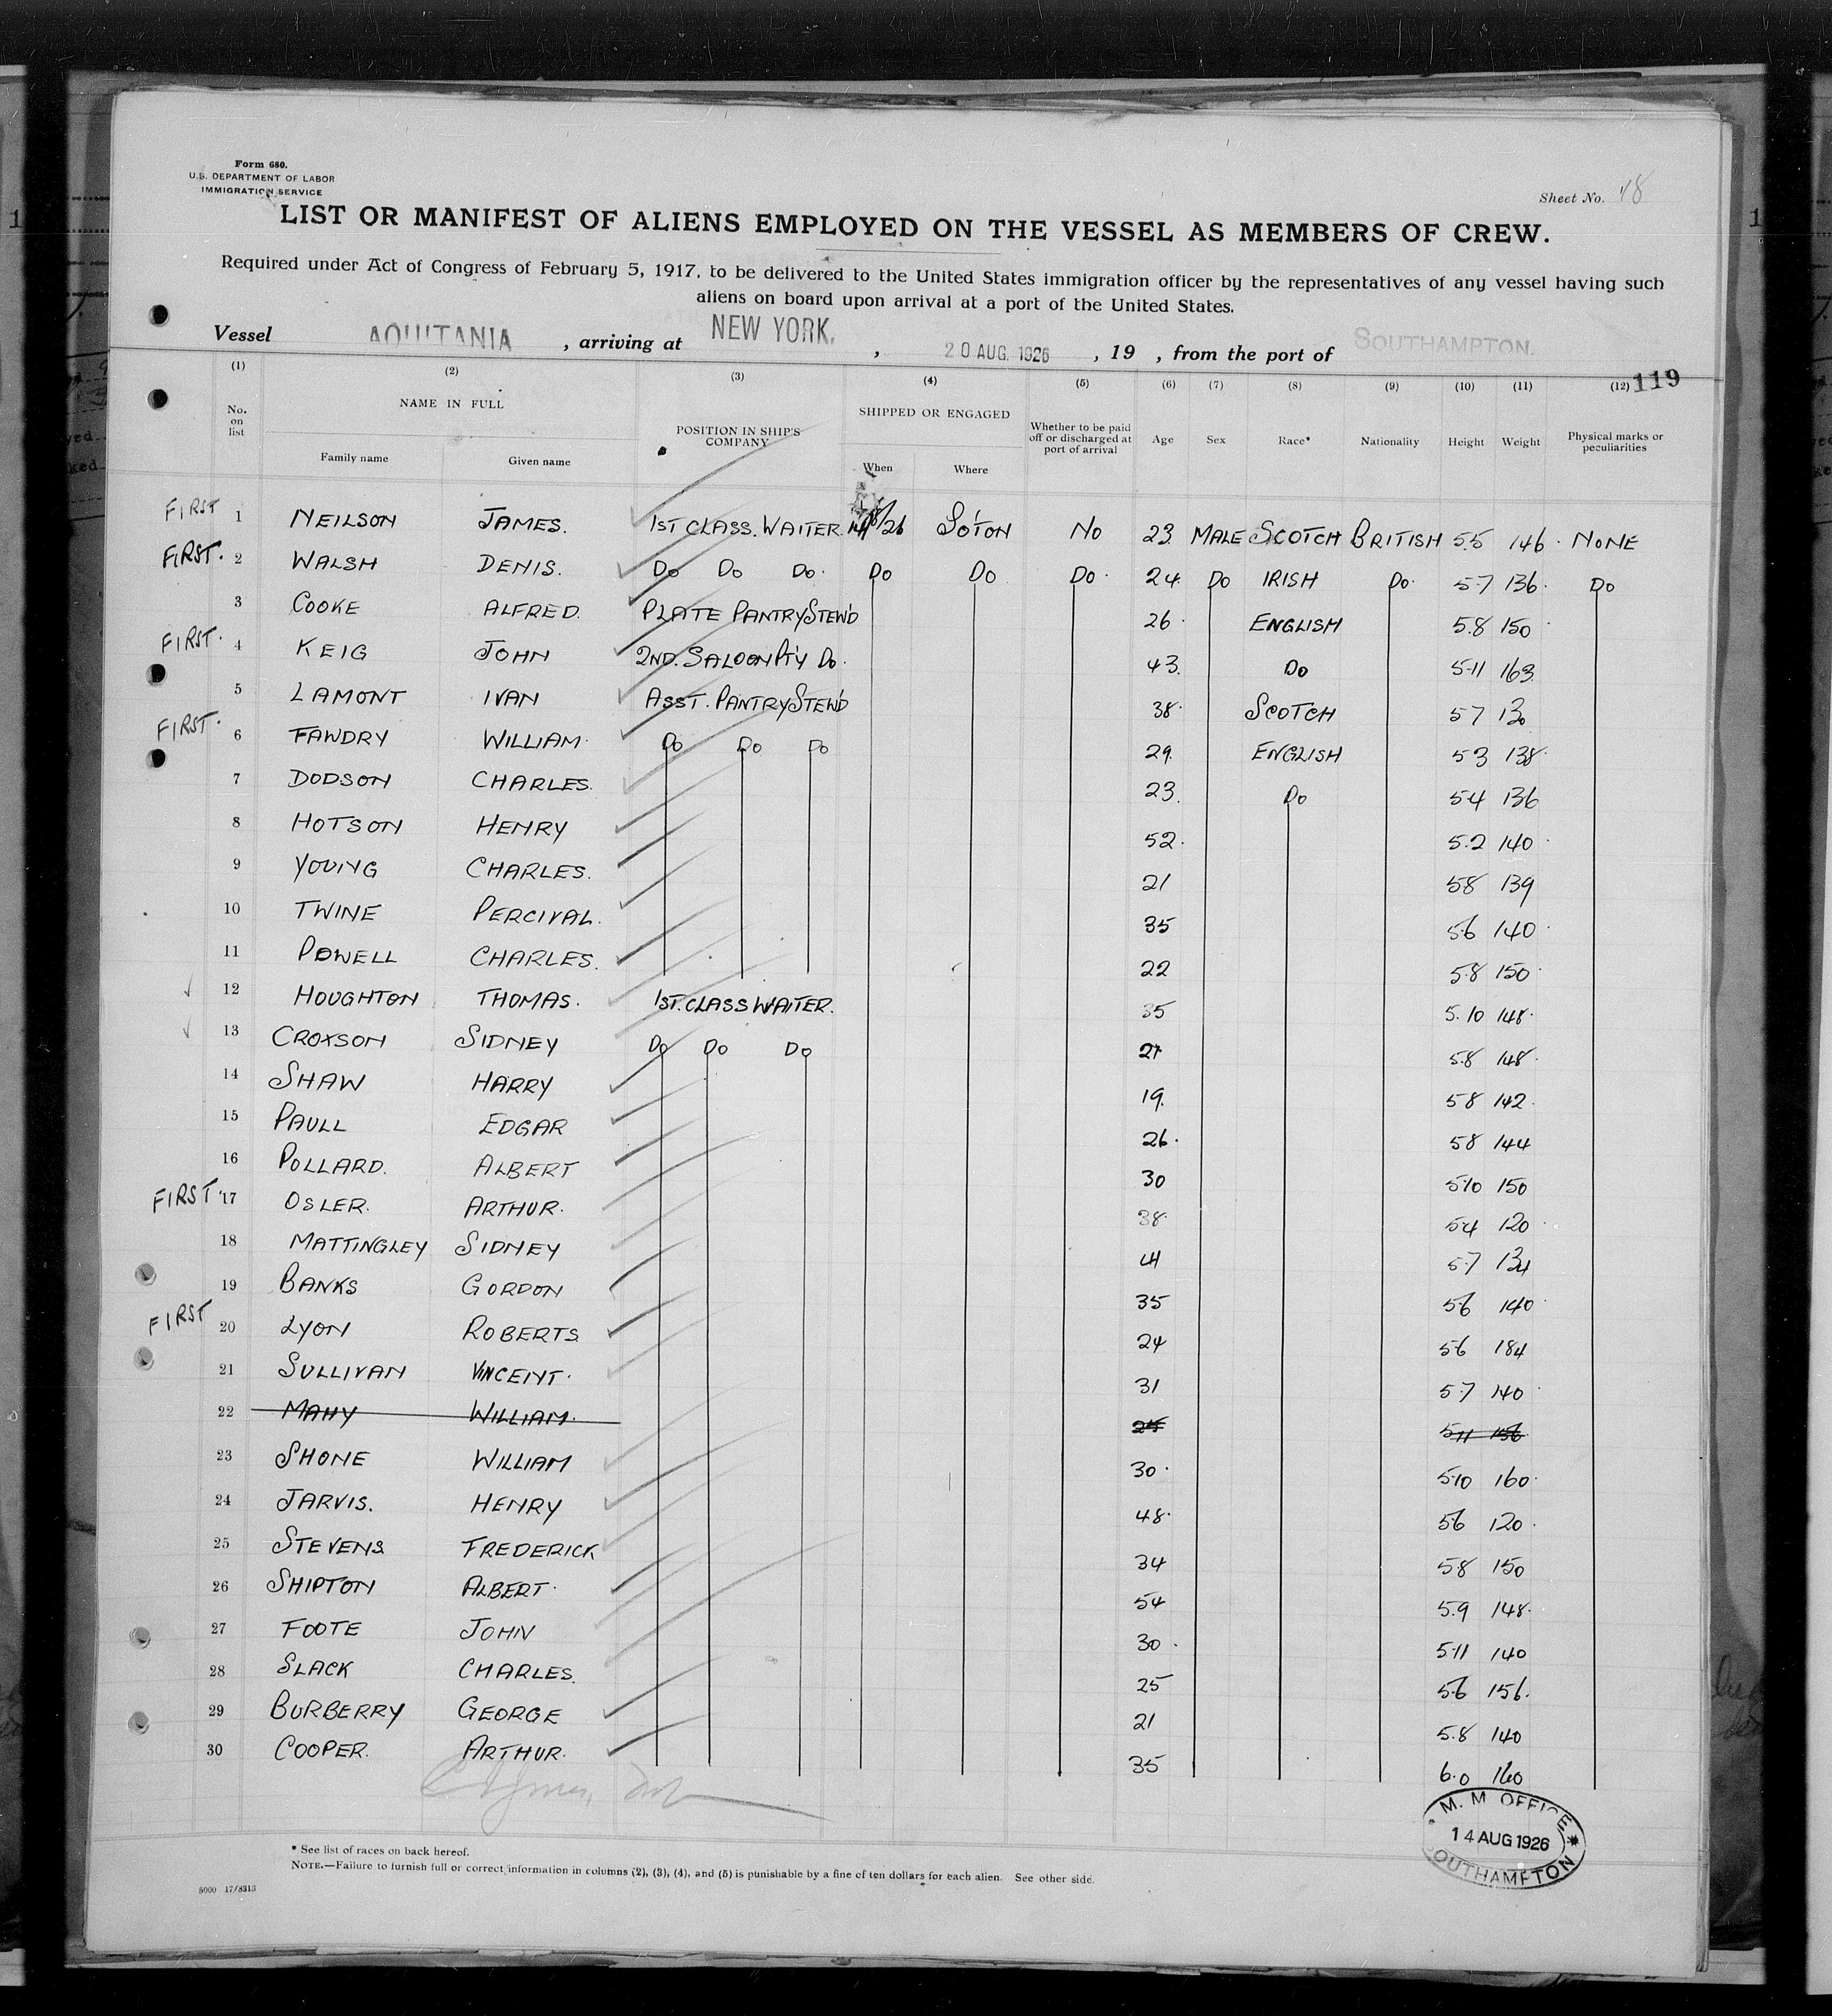 Form 680.
U.S. DEPARTMENT OF LABOR
IMMIGRATION SERVICE
Sheet No. 48
LIST OR MANIFEST OF ALIENS EMPLOYED ON THE VESSEL AS MEMBERS OF CREW.
Required under Act of Congress of February 5, 1917, to be delivered to the United States immigration officer by the representatives of any vessel having such
aliens on board upon arrival at a port of the United States.
Vessel AQUITANIA , arriving at NEW YORK. , 20 AUG. 1926 , 19 , from the port of SOUTHAMPTON.
(1) (2) (3) (4) (5) (6) (7) (8) (9) (10) (11) (12) 119
No. on list NAME IN FULL Family name Given name POSITION IN SHIP'S COMPANY SHIPPED OR ENGAGED When Where Whether to be paid off or discharged at port of arrival Age Sex Race* Nationality Height Weight Physical marks or peculiarities
FIRST 1 NEILSON JAMES. 1ST CLASS. WAITER. 14/8/26 SO'TON NO 23 MALE SCOTCH BRITISH 5.5 146 NONE
FIRST. 2 WALSH DENIS. DO DO DO. DO DO DO. 24. DO IRISH DO. 5.7 136. DO
3 COOKE ALFRED. PLATE PANTRY STEW'D 26. ENGLISH 5.8 150
FIRST. 4 KEIG JOHN 2ND. SALOON P'T'Y DO. 43. DO 5.11 163
5 LAMONT IVAN ASST. PANTRY STEW'D 38. SCOTCH 5.7 130
FIRST. 6 FAWDRY WILLIAM. DO DO DO 29. ENGLISH 5.3 138.
7 DODSON CHARLES. 23. DO 5.4 136
8 HOTSON HENRY 52. 5.2 140
9 YOUNG CHARLES. 21 5.8 139
10 TWINE PERCIVAL. 35 5.6 140.
11 POWELL CHARLES. 22 5.8 150.
12 HOUGHTON THOMAS. 1ST. CLASS WAITER. 35 5.10 148.
13 CROXSON SIDNEY DO DO DO 27 5.8 148.
14 SHAW HARRY 19. 5.8 142.
15 PAULL EDGAR 26. 5.8 144
16 POLLARD. ALBERT 30 5.10 150
FIRST 17 OSLER. ARTHUR. 38. 5.4 120
18 MATTINGLEY SIDNEY 41 5.7 134
19 BANKS GORDON 35 5.6 140
FIRST 20 LYON ROBERTS 24 5.6 184
21 SULLIVAN VINCENT. 31 5.7 140
22 MAHY WILLIAM. 5.11 156
23 SHONE WILLIAM 30. 5.10 160.
24 JARVIS. HENRY 48. 5.6 120.
25 STEVENS FREDERICK 34 5.8 150
26 SHIPTON ALBERT. 54 5.9 148.
27 FOOTE JOHN 30. 5.11 140
28 SLACK CHARLES. 25 5.6 156.
29 BURBERRY GEORGE 21 5.8 140
30 COOPER. ARTHUR. 35 6.0 160
M. M OFFICE
14 AUG 1926
SOUTHAMPTON
* See list of races on back hereof.
NOTE.—Failure to furnish full or correct information in columns (2), (3), (4), and (5) is punishable by a fine of ten dollars for each alien. See other side.
5000 17/8313